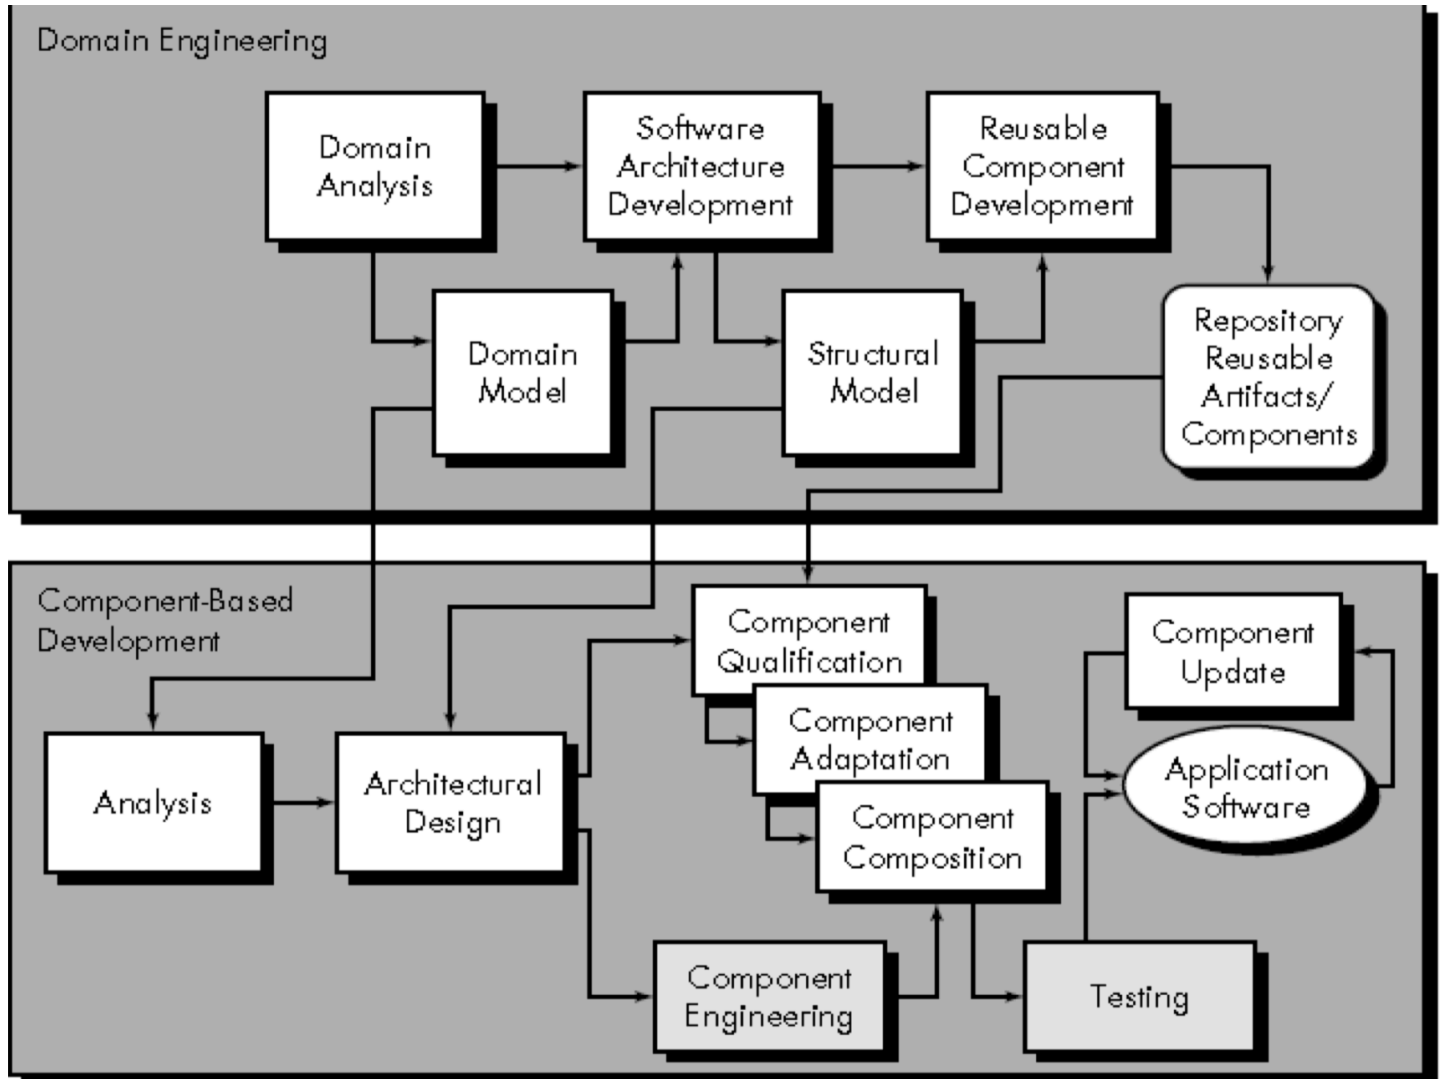 Domain Engineering
Domain
Analysis
Software
Architecture
Development
Reusable
Component
Development
Domain
Model
Structural
Model
Repository
Reusable
Artifacts/
Components
Component-Based
Development
Analysis
Architectural
Design
Component
Qualification
Component
Adaptation
Component
Composition
Component
Engineering
Testing
Component
Update
Application
Software